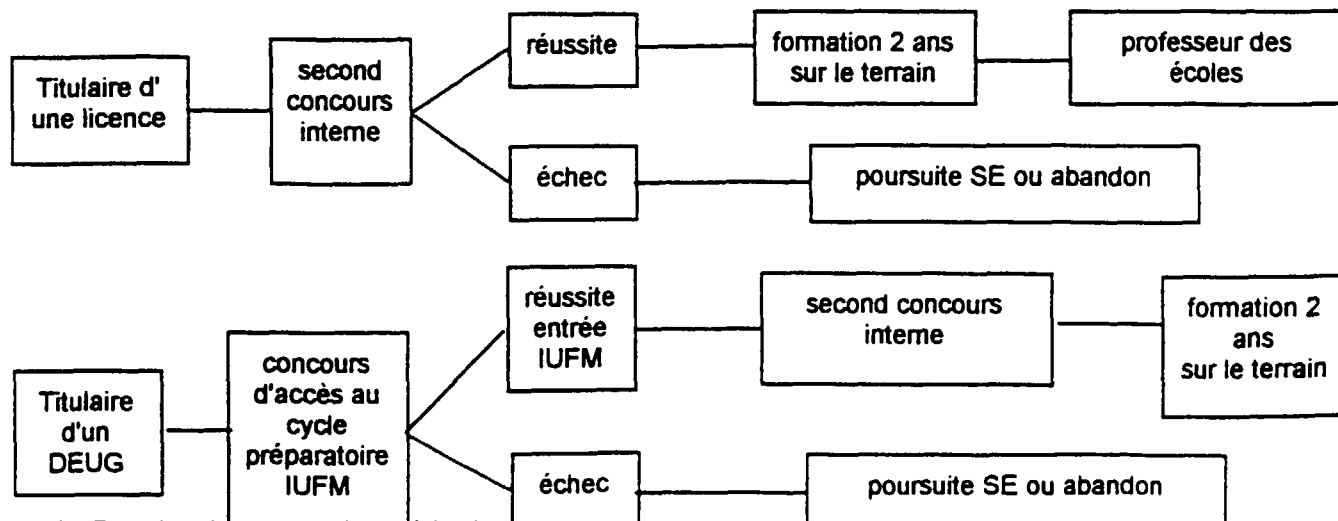 Titulaire d'
une licence
second
concours
interne
réussite
formation 2 ans
sur le terrain
professeur des
écoles
échec
poursuite SE ou abandon
Titulaire
d'un
DEUG
concours
d'accès au
cycle
préparatoire
IUFM
réussite
entrée
IUFM
second concours
interne
formation 2
ans
sur le terrain
échec
poursuite SE ou abandon